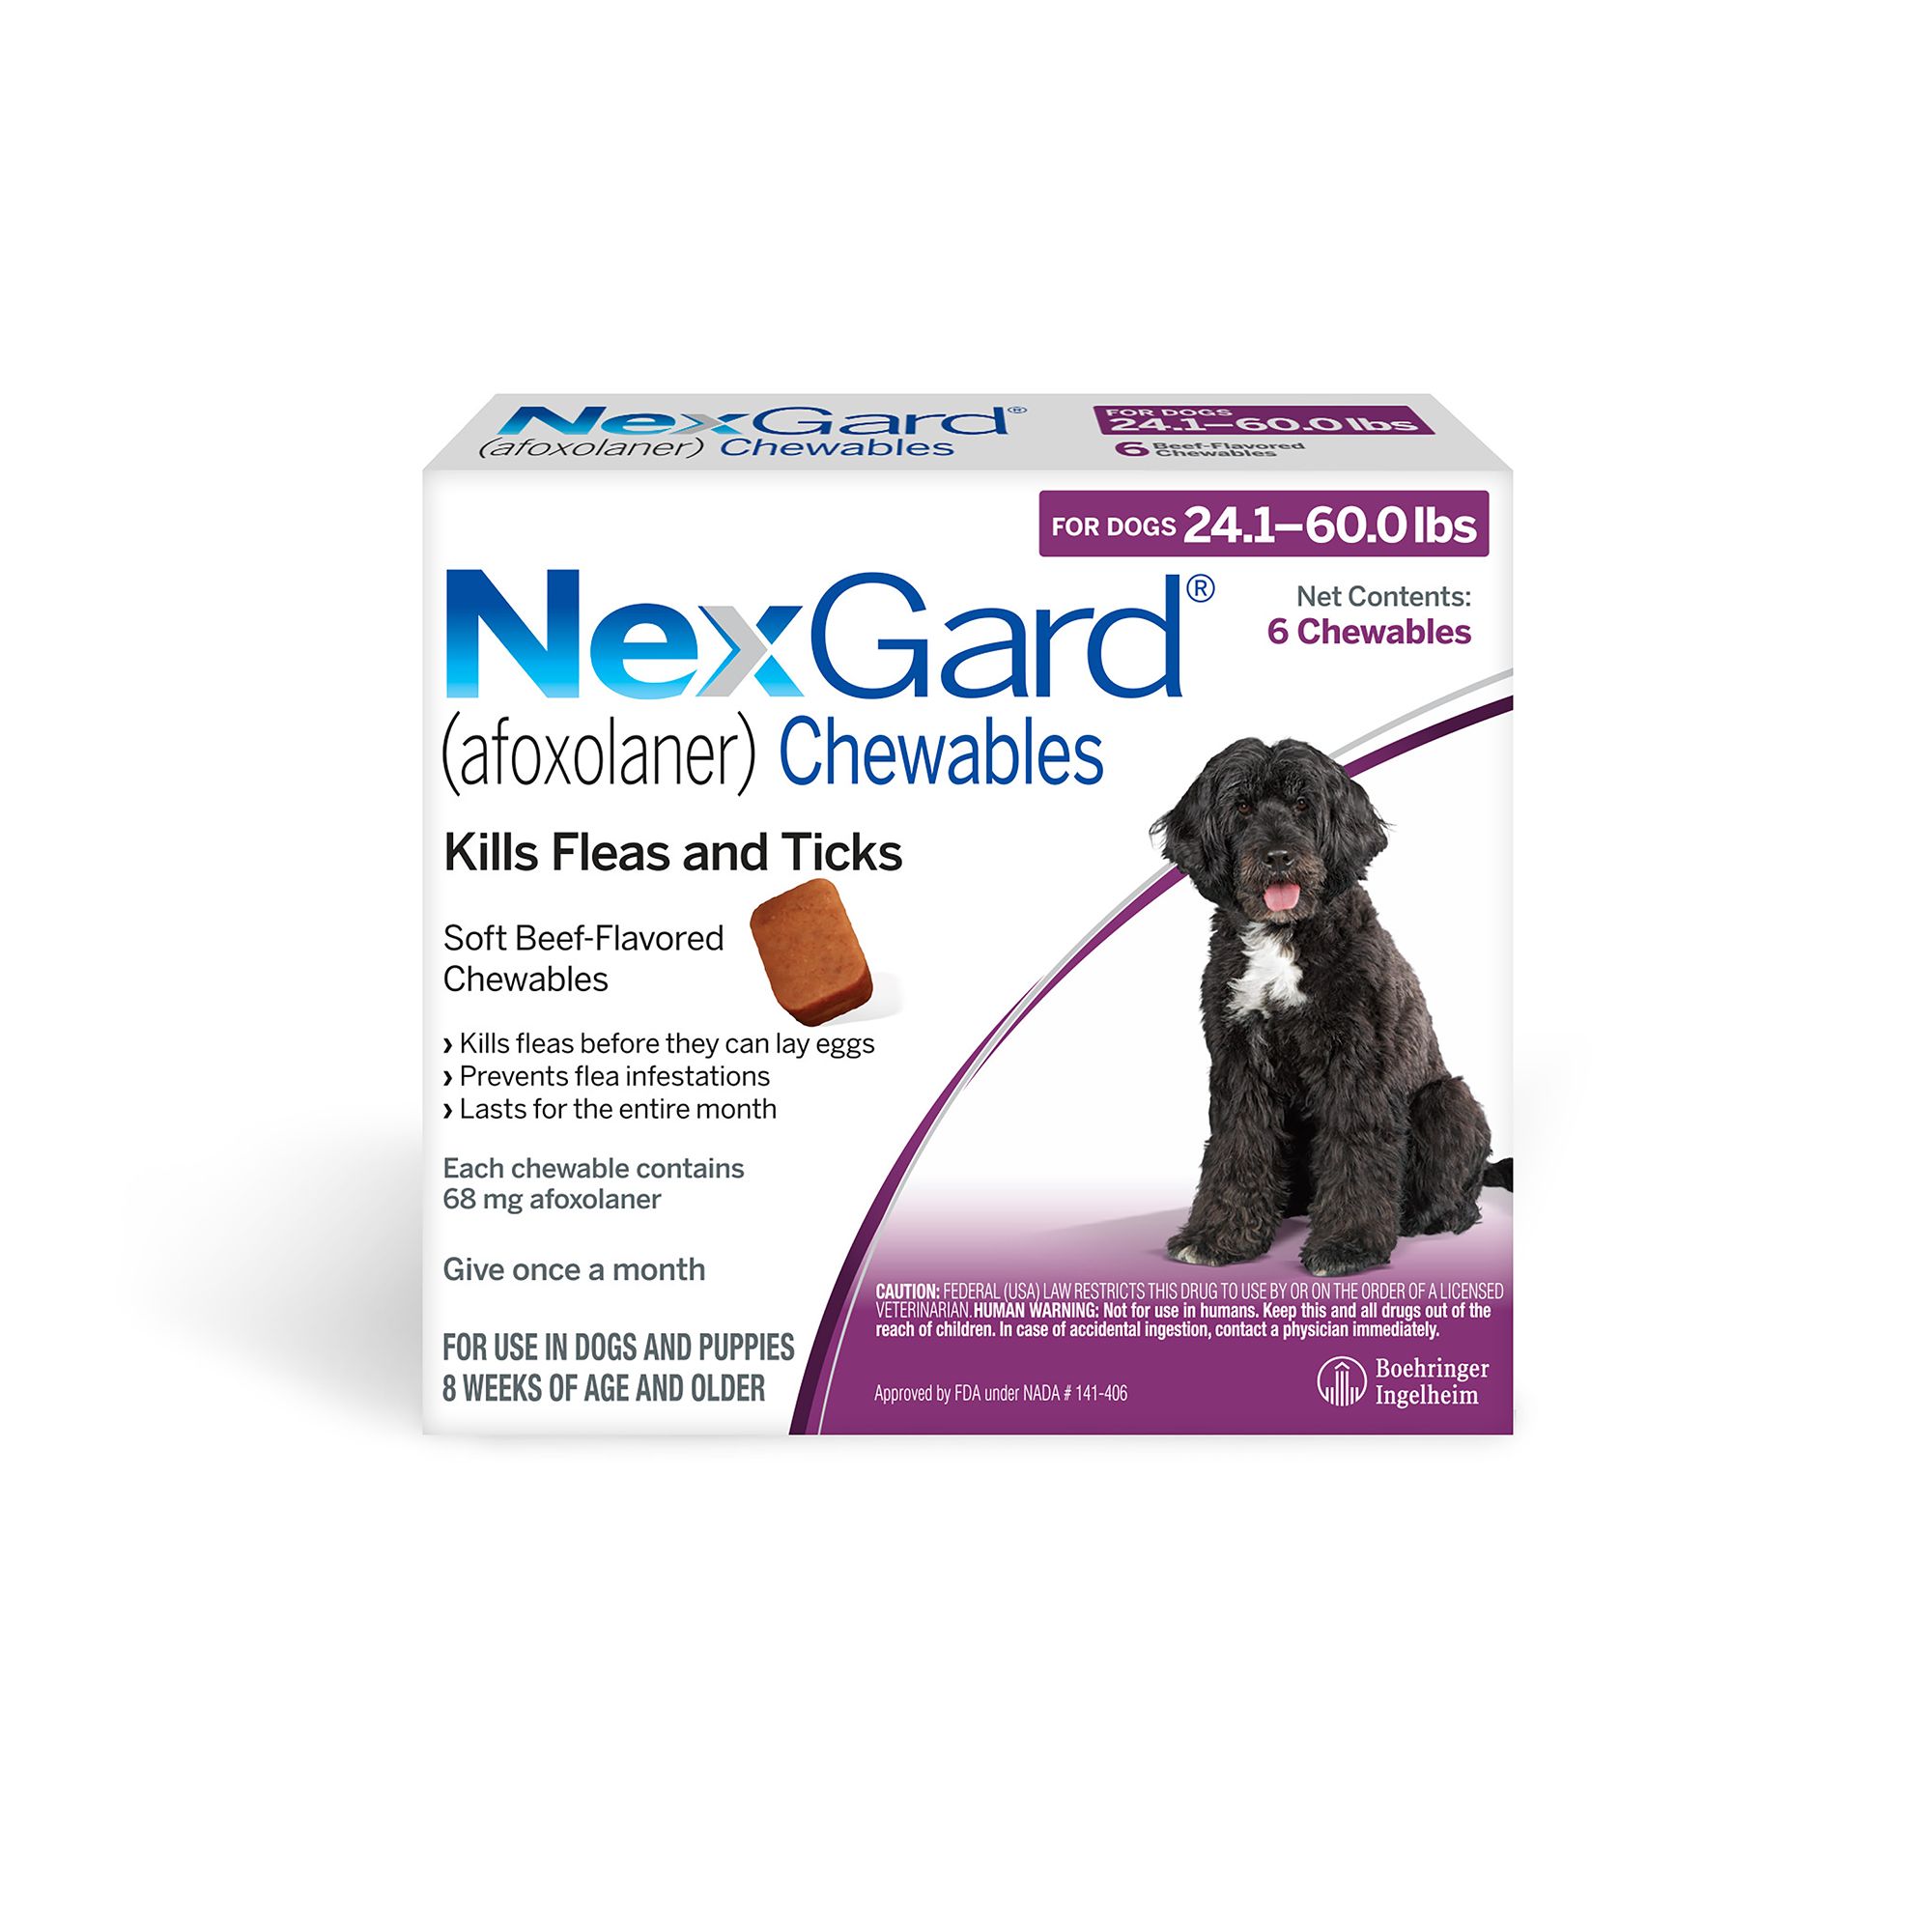 NexGard®
(afoxolaner) Chewables
FOR DOGS
24.1–60.0 lbs
6 Beef-Flavored
Chewables
FOR DOGS 24.1–60.0 lbs
NexGard®
Net Contents:
6 Chewables
(afoxolaner) Chewables
Kills Fleas and Ticks
Soft Beef-Flavored
Chewables
› Kills fleas before they can lay eggs
› Prevents flea infestations
› Lasts for the entire month
Each chewable contains
68 mg afoxolaner
Give once a month
FOR USE IN DOGS AND PUPPIES
8 WEEKS OF AGE AND OLDER
CAUTION: FEDERAL (USA) LAW RESTRICTS THIS DRUG TO USE BY OR ON THE ORDER OF A LICENSED
VETERINARIAN. HUMAN WARNING: Not for use in humans. Keep this and all drugs out of the
reach of children. In case of accidental ingestion, contact a physician immediately.
Approved by FDA under NADA # 141-406
Boehringer
Ingelheim